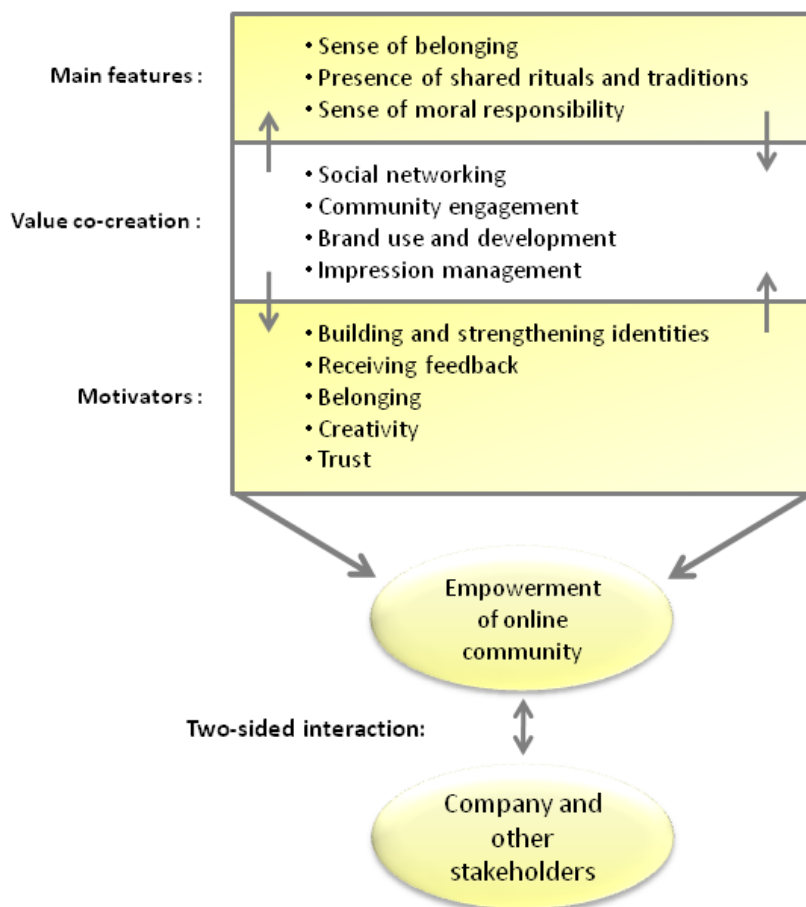 Main features :
• Sense of belonging
• Presence of shared rituals and traditions
• Sense of moral responsibility
Value co-creation :
• Social networking
• Community engagement
• Brand use and development
• Impression management
Motivators :
• Building and strengthening identities
• Receiving feedback
• Belonging
• Creativity
• Trust
Empowerment
of online
community
Two-sided interaction:
Company and
other
stakeholders